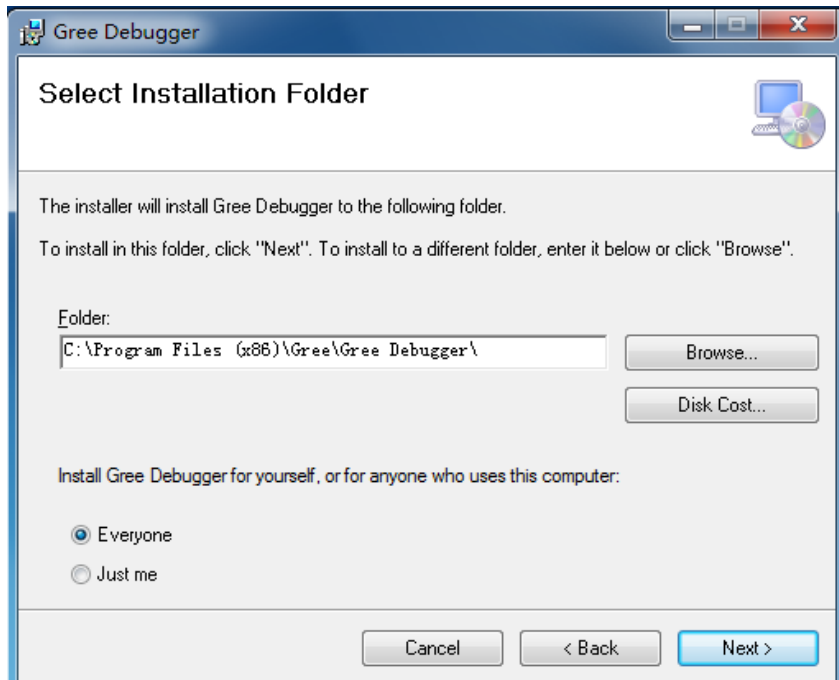 Gree Debugger
Select Installation Folder
The installer will install Gree Debugger to the following folder.
To install in this folder, click "Next". To install to a different folder, enter it below or click "Browse".
Folder:
C:\Program Files (x86)\Gree\Gree Debugger\
Browse...
Disk Cost...
Install Gree Debugger for yourself, or for anyone who uses this computer:
Everyone
Just me
Cancel
< Back
Next >